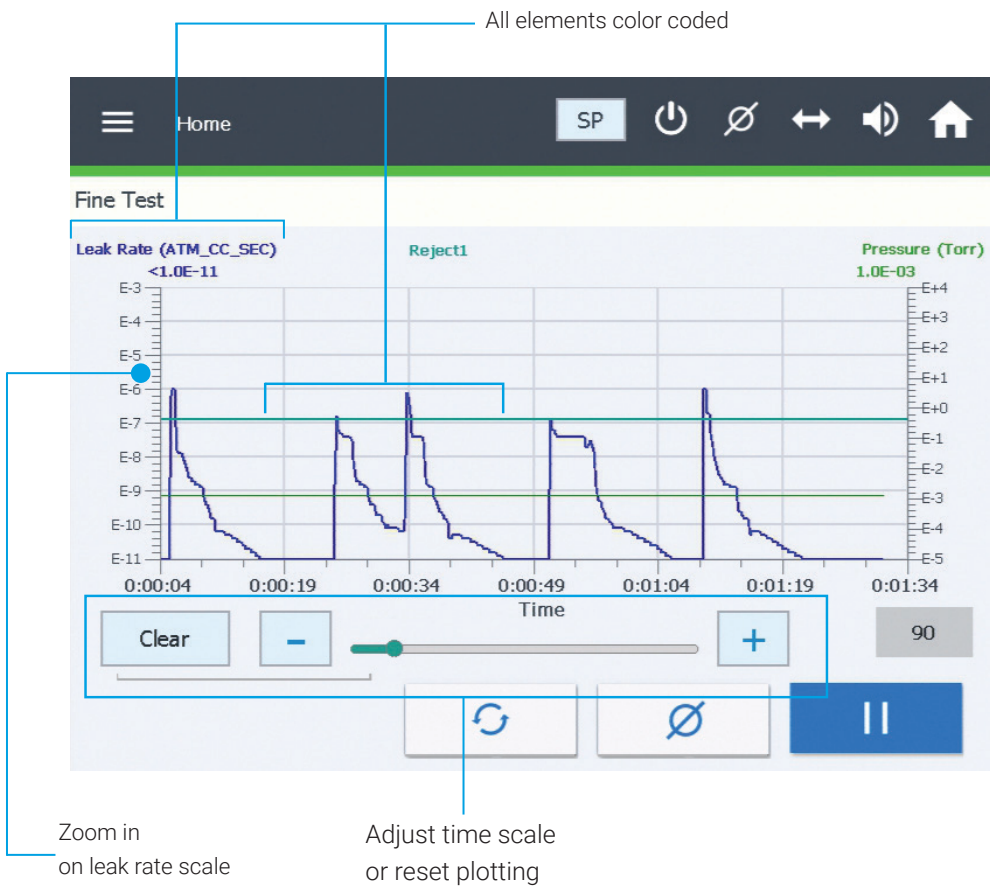 All elements color coded
Home
SP
Fine Test
Leak Rate (ATM_CC_SEC)
<1.0E-11
Reject1
Pressure (Torr)
1.0E-03
E-3
E-4
E-5
E-6
E-7
E-8
E-9
E-10
E-11
E+4
E+3
E+2
E+1
E+0
E-1
E-2
E-3
E-4
E-5
0:00:04 0:00:19 0:00:34 0:00:49 0:01:04 0:01:19 0:01:34
Time
Clear
-
+
90
Zoom in
on leak rate scale
Adjust time scale
or reset plotting